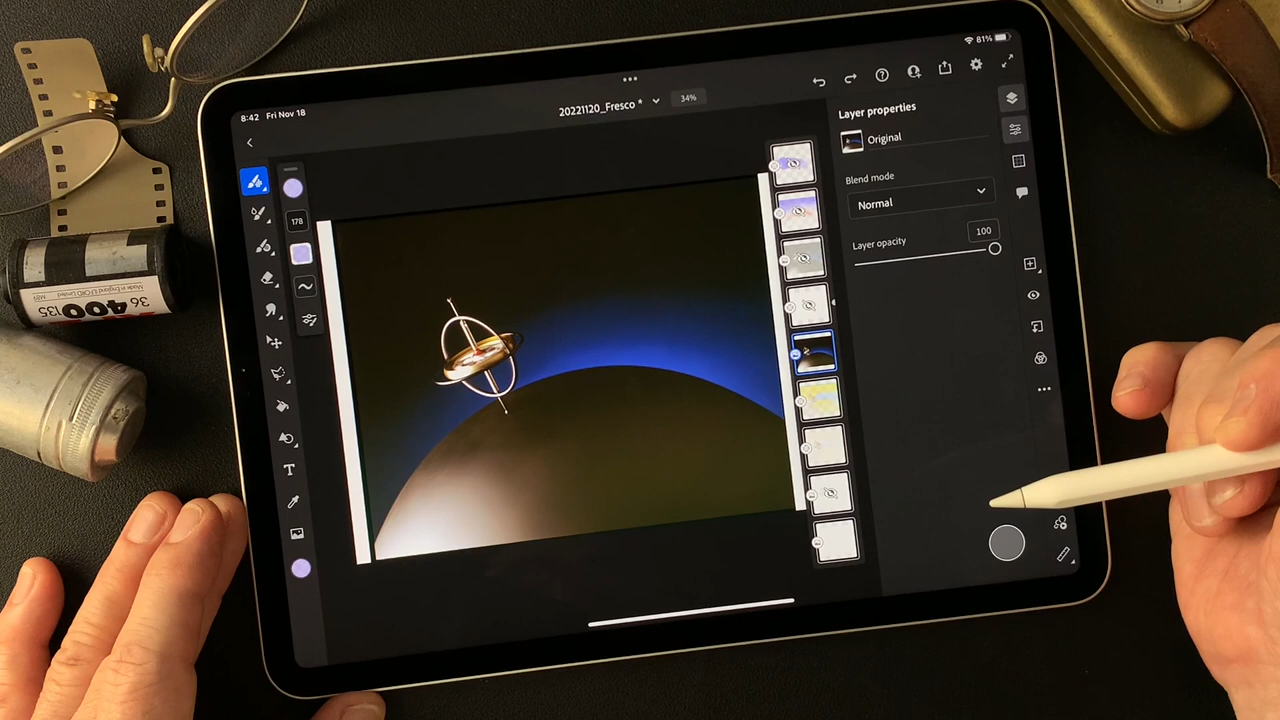 8:42 Fri Nov 18
81%
20221120_Fresco *
34%
Layer properties
Original
Blend mode
Normal
Layer opacity
100
178
T
36
400
135